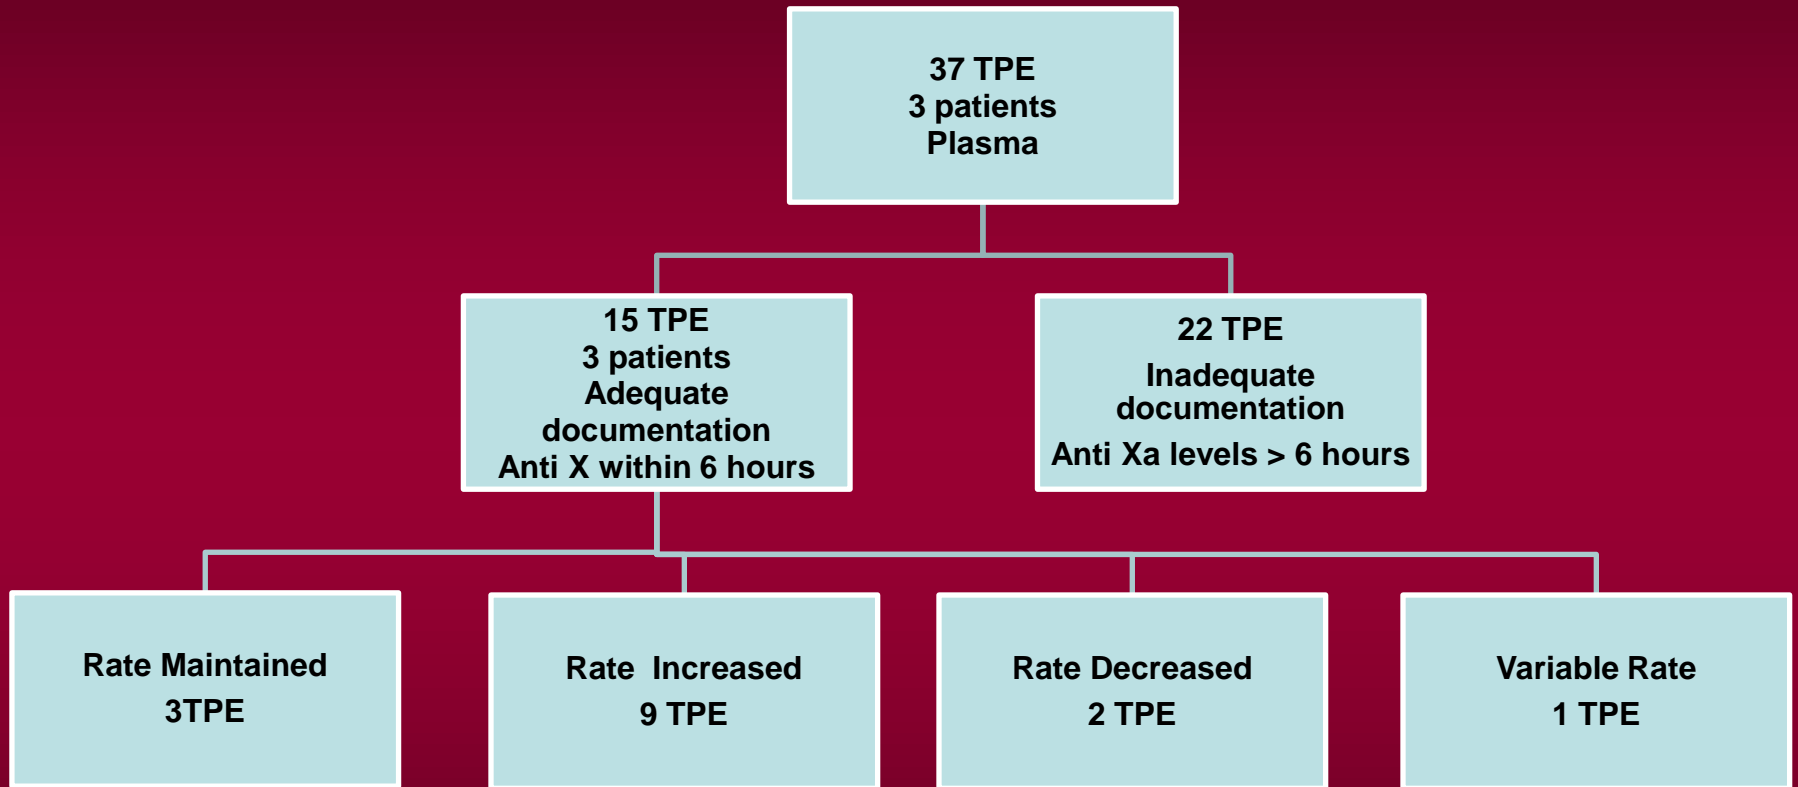 37 TPE
3 patients
Plasma
15 TPE
3 patients
Adequate
documentation
Anti X within 6 hours
22 TPE
Inadequate
documentation
Anti Xa levels > 6 hours
Rate Maintained
3TPE
Rate  Increased
9 TPE
Rate Decreased
2 TPE
Variable Rate
1 TPE